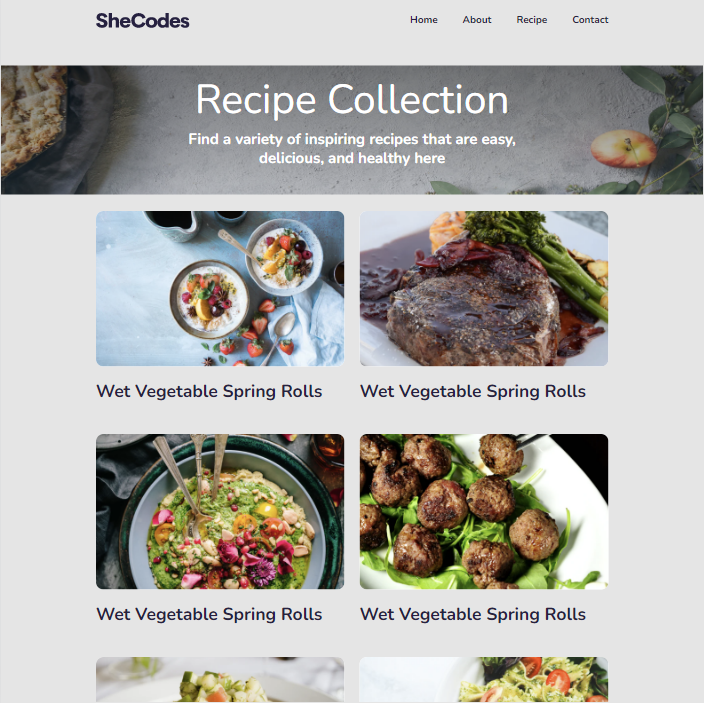 SheCodes
Home About Recipe Contact
Recipe Collection
Find a variety of inspiring recipes that are easy,
delicious, and healthy here
Wet Vegetable Spring Rolls
Wet Vegetable Spring Rolls
Wet Vegetable Spring Rolls
Wet Vegetable Spring Rolls